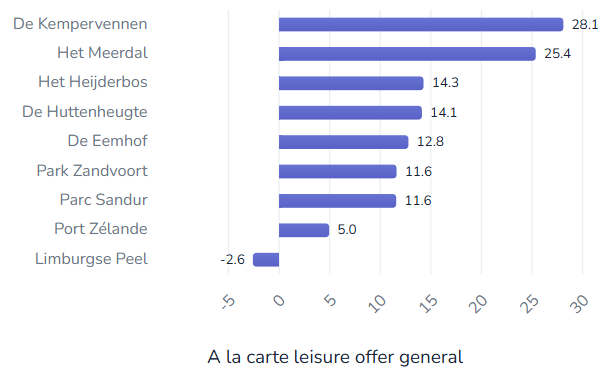 De Kempervennen 28.1
Het Meerdal 25.4
Het Heijderbos 14.3
De Huttenheugte 14.1
De Eemhof 12.8
Park Zandvoort 11.6
Parc Sandur 11.6
Port Zélande 5.0
Limburgse Peel -2.6
-5 0 5 10 15 20 25 30
A la carte leisure offer general